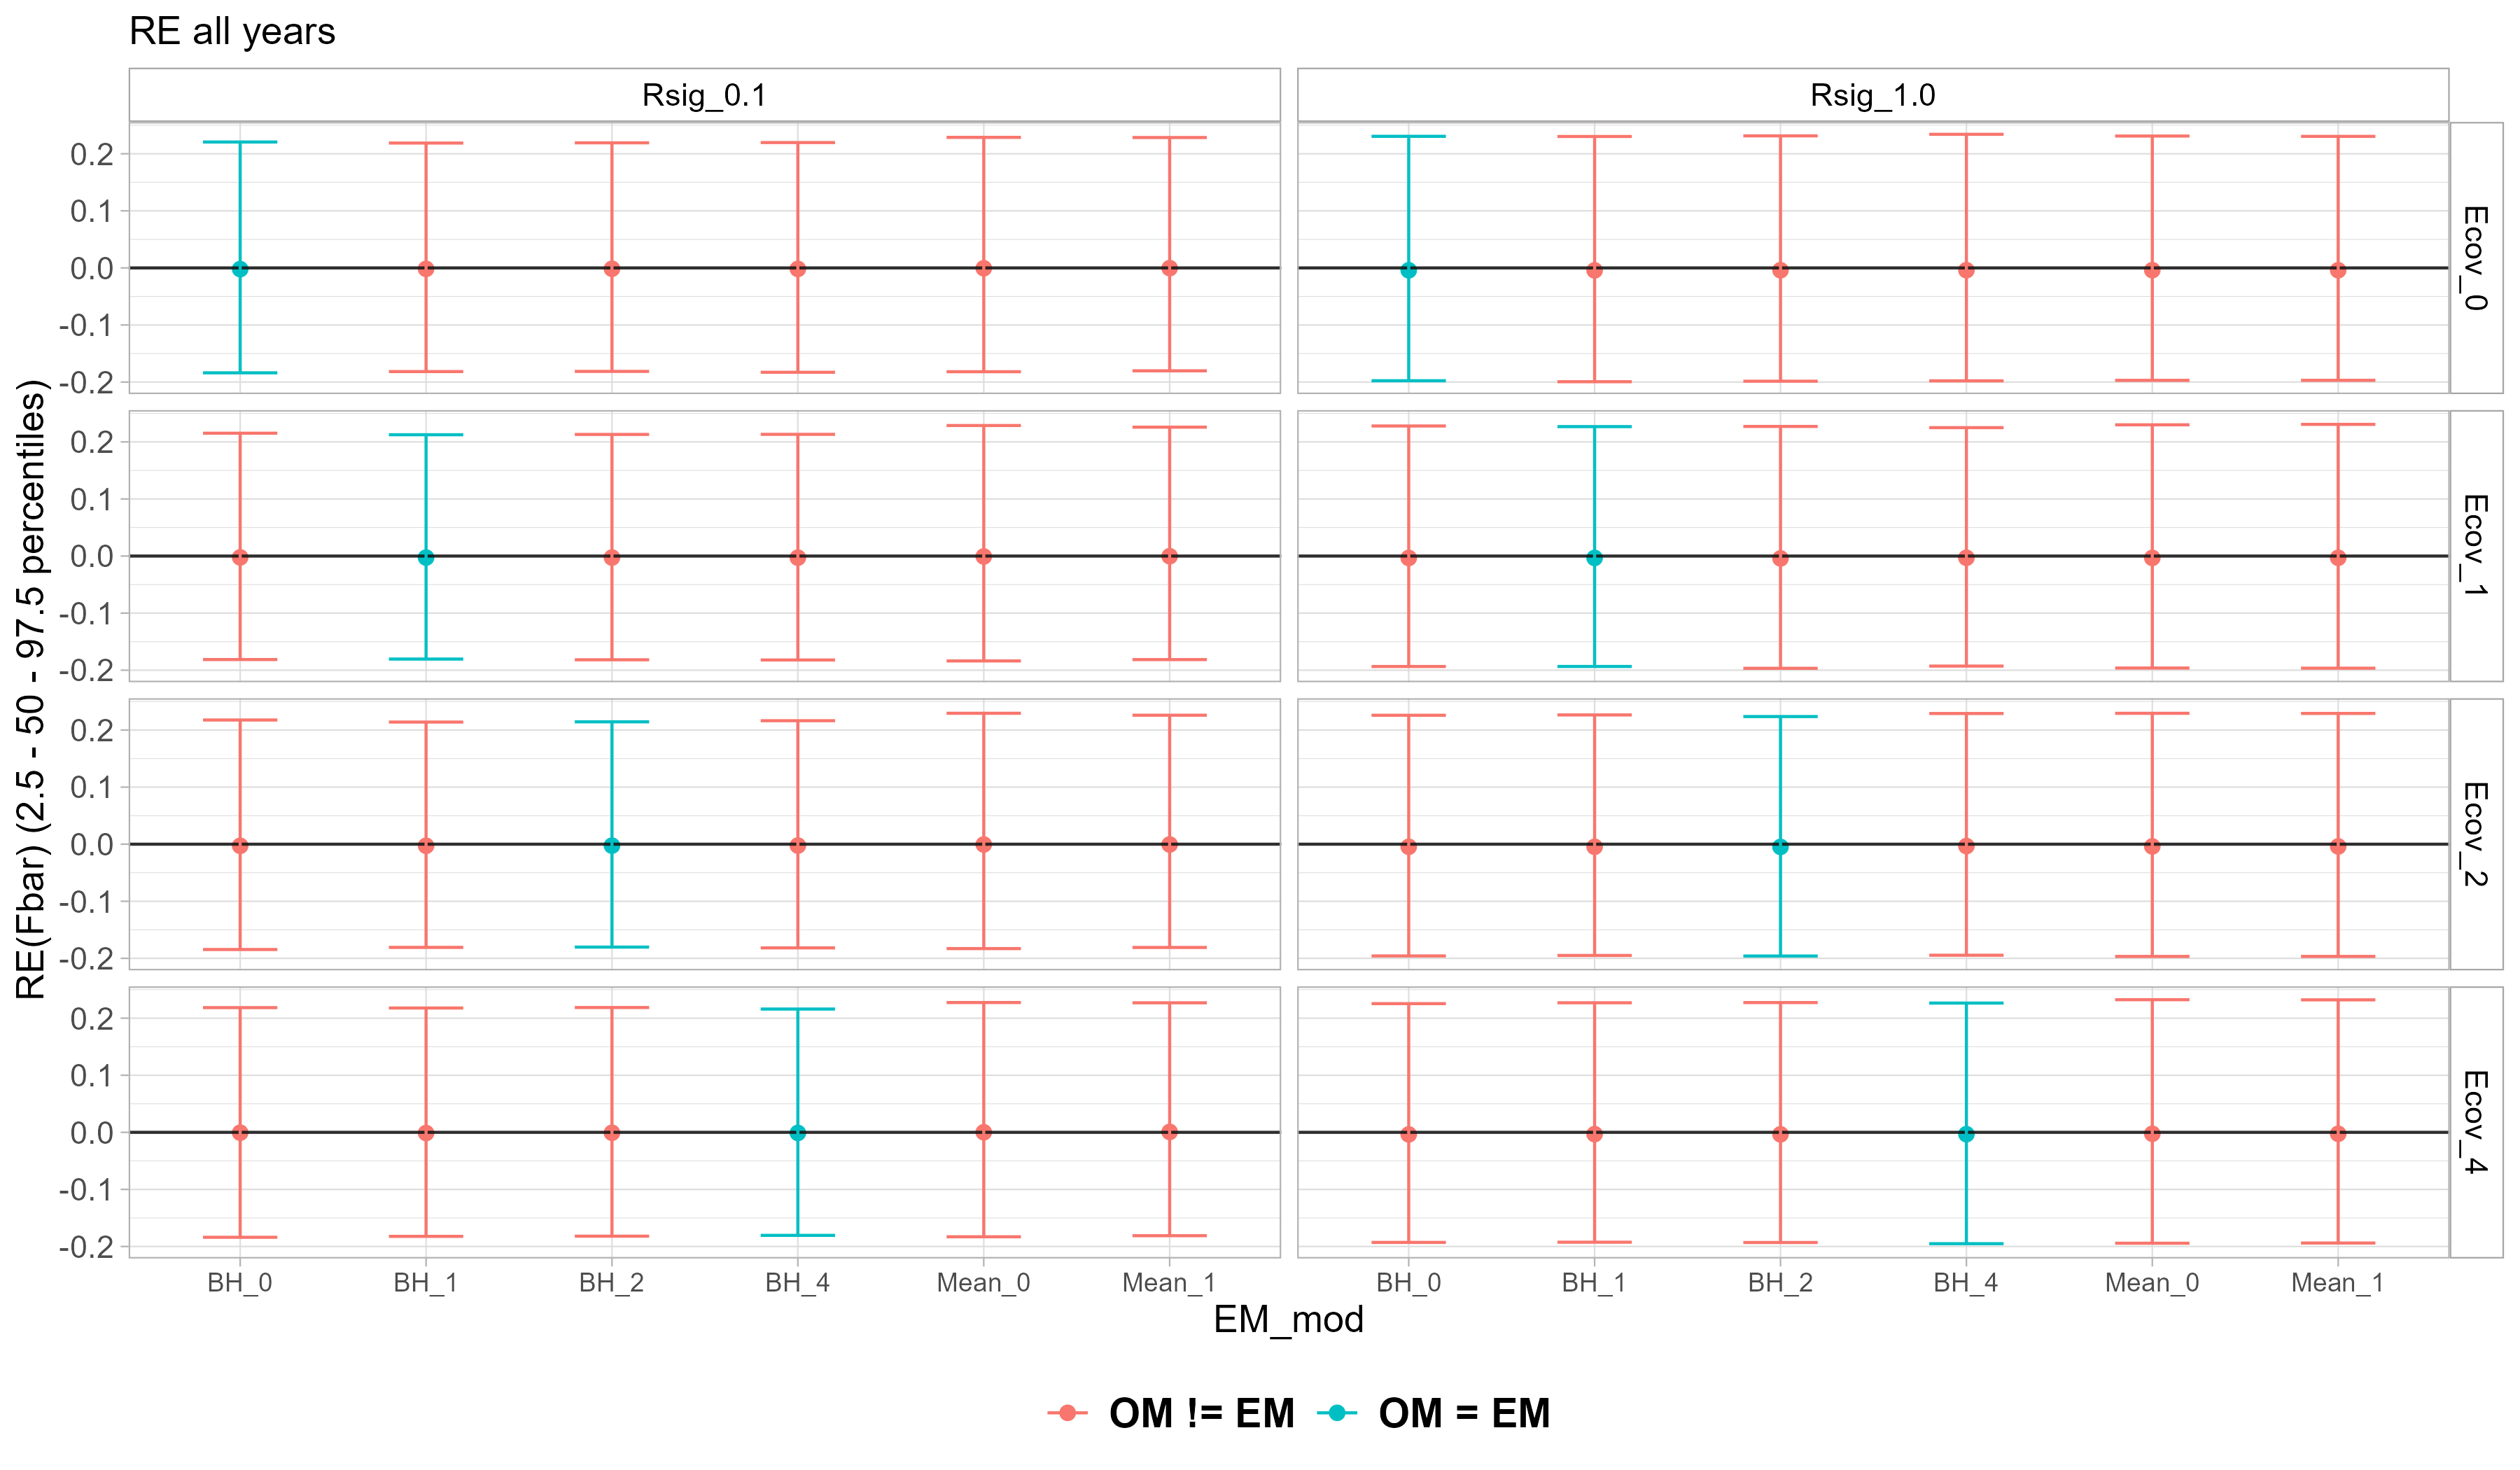 RE all years
Rsig_0.1
Rsig_1.0
RE(Fbar) (2.5 - 50 - 97.5 percentiles)
0.2
0.1
0.0
-0.1
-0.2
Ecov_0
0.2
0.1
0.0
-0.1
-0.2
Ecov_1
0.2
0.1
0.0
-0.1
-0.2
Ecov_2
0.2
0.1
0.0
-0.1
-0.2
Ecov_4
BH_0 BH_1 BH_2 BH_4 Mean_0 Mean_1
BH_0 BH_1 BH_2 BH_4 Mean_0 Mean_1
EM_mod
OM != EM OM = EM